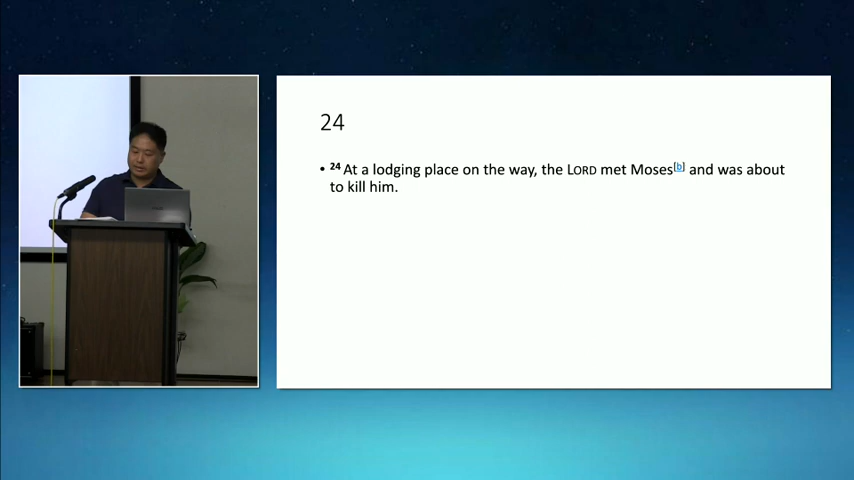 24
• 24 At a lodging place on the way, the LORD met Moses[b] and was about
to kill him.